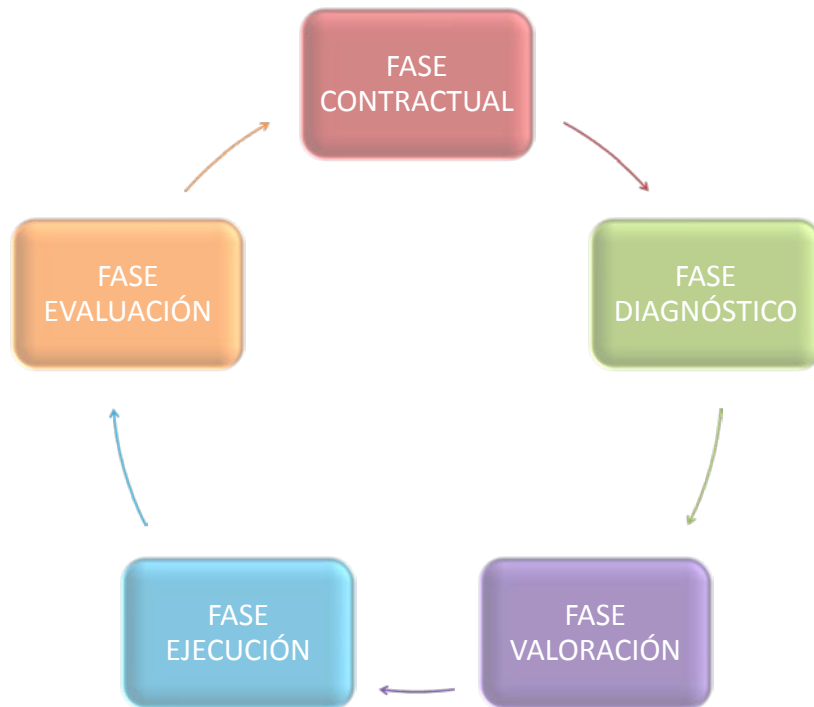 FASE
CONTRACTUAL
FASE
DIAGNÓSTICO
FASE
VALORACIÓN
FASE
EJECUCIÓN
FASE
EVALUACIÓN